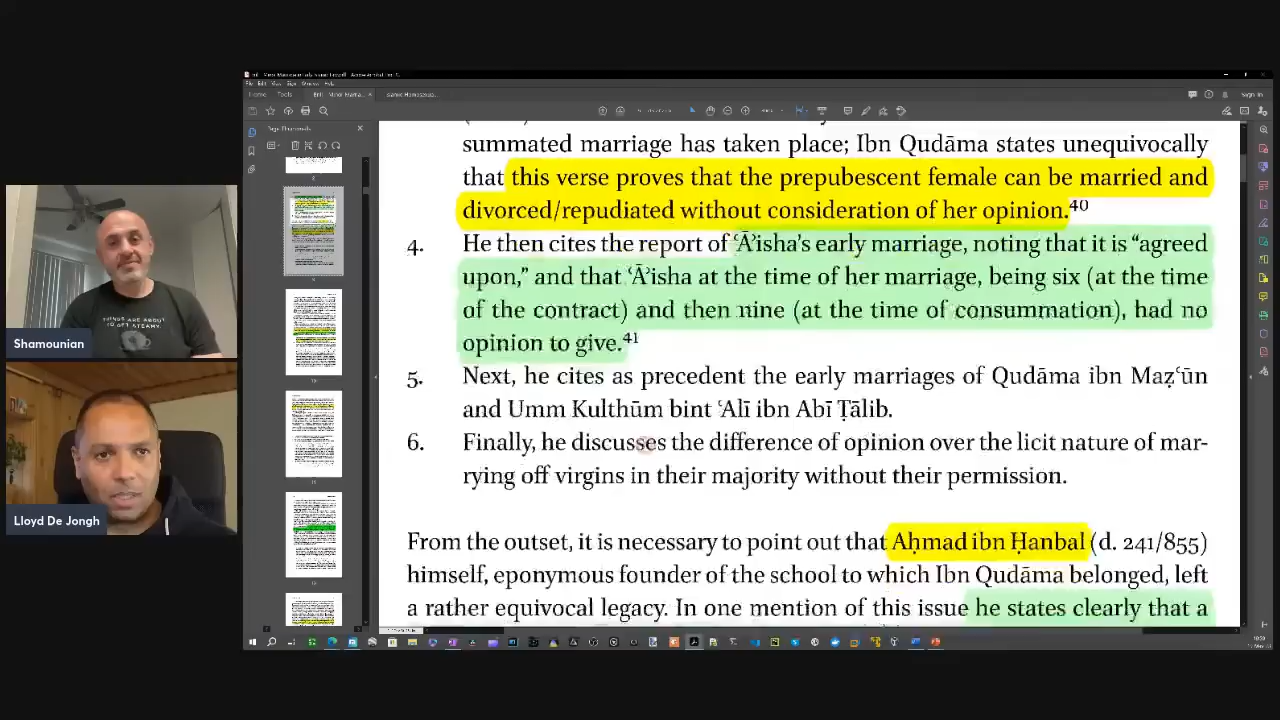 Home Tools
Sign In
summated marriage has taken place; Ibn Qudāma states unequivocally
that this verse proves that the prepubescent female can be married and
divorced/repudiated without consideration of her opinion.40
4. He then cites the report of ʿĀʾisha’s early marriage, noting that it is “agreed
upon,” and that ʿĀʾisha at the time of her marriage, being six (at the time
of the contract) and then nine (at the time of consummation), had no
opinion to give.41
5. Next, he cites as precedent the early marriages of Qudāma ibn Maẓʿūn
and Umm Kulthūm bint ʿAlī ibn Abī Ṭālib.
6. Finally, he discusses the difference of opinion over the licit nature of mar-
rying off virgins in their majority without their permission.
From the outset, it is necessary to point out that Aḥmad ibn Ḥanbal (d. 241/855)
himself, eponymous founder of the school to which Ibn Qudāma belonged, left
a rather equivocal legacy. In one mention of this issue he states clearly that a
THINGS ARE ABOUT
Shamounian
Lloyd De Jongh